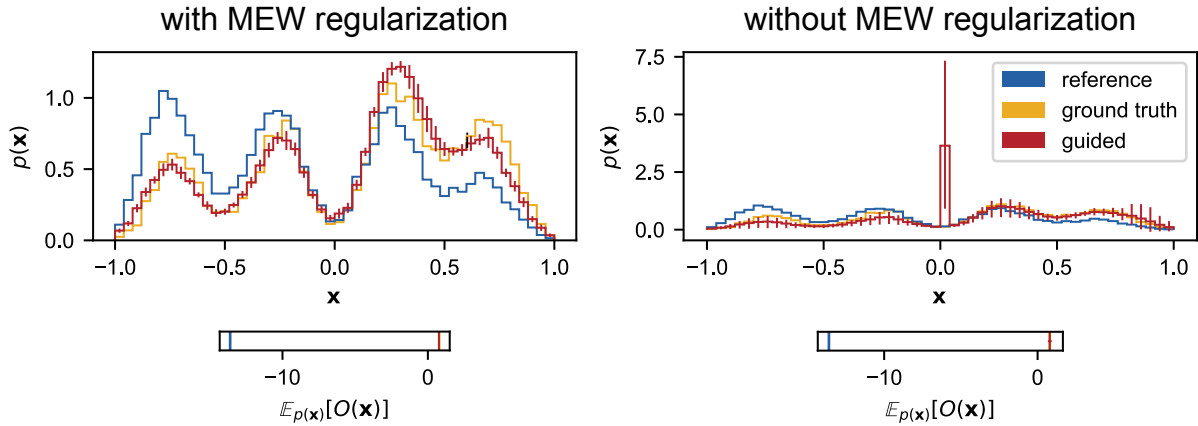 with MEW regularization
without MEW regularization
p(x)
1.0
0.5
0.0
−1.0 −0.5 0.0 0.5 1.0
x
p(x)
7.5
5.0
2.5
0.0
−1.0 −0.5 0.0 0.5 1.0
x
reference
ground truth
guided
−10 0
𝔼p(x)[O(x)]
−10 0
𝔼p(x)[O(x)]